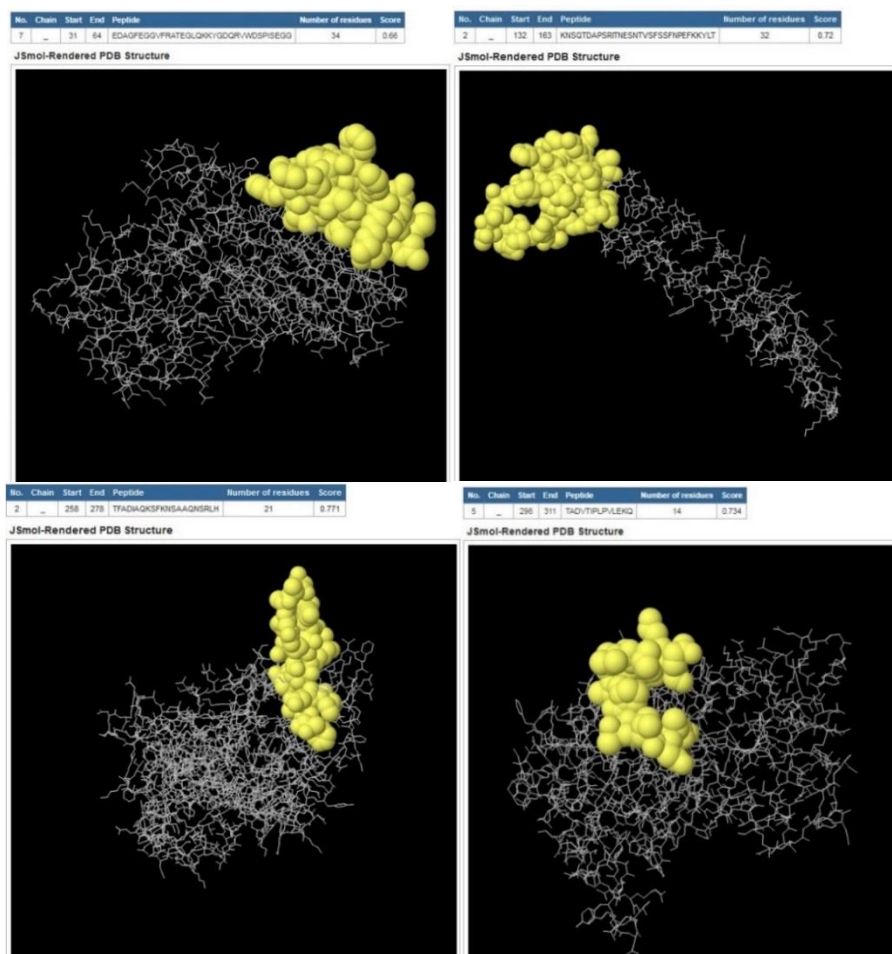 No. Chain Start End Peptide Number of residues Score
7 _ 31 64 EDAGFEGGVFRATEGLQKKYGDQRVWDSPISEGG 34 0.66
JSmol-Rendered PDB Structure
No. Chain Start End Peptide Number of residues Score
2 _ 132 163 KNSQTDAPSRITNESNTVSFSSFNPEFKKYLT 32 0.72
JSmol-Rendered PDB Structure
No. Chain Start End Peptide Number of residues Score
2 _ 258 278 TFADIAQKSFKNSAAQNSRLH 21 0.771
JSmol-Rendered PDB Structure
No. Chain Start End Peptide Number of residues Score
5 _ 298 311 TADVTIPLPVLEKQ 14 0.734
JSmol-Rendered PDB Structure